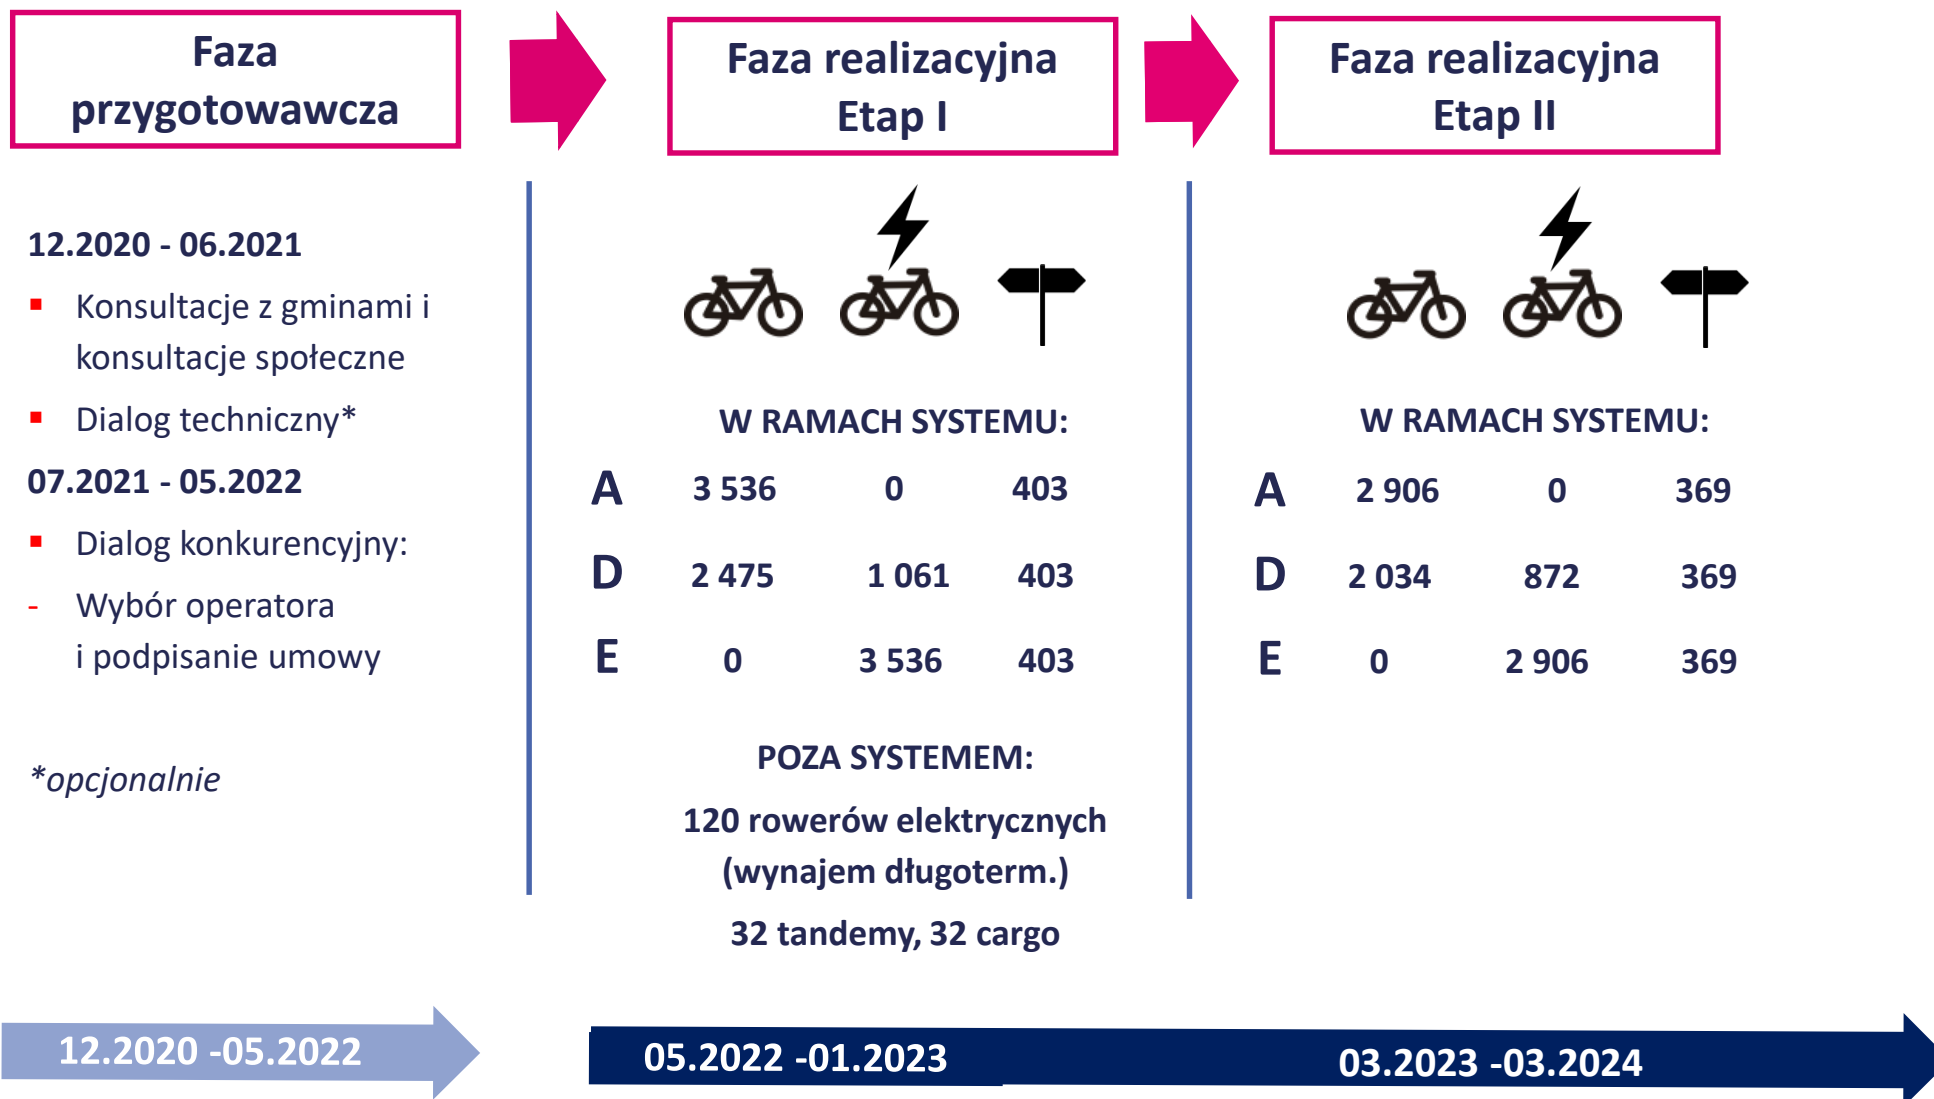 Faza
przygotowawcza
Faza realizacyjna
Etap I
Faza realizacyjna
Etap II
12.2020 - 06.2021
Konsultacje z gminami i
konsultacje społeczne
Dialog techniczny*
07.2021 - 05.2022
Dialog konkurencyjny:
- Wybór operatora
i podpisanie umowy
*opcjonalnie
W RAMACH SYSTEMU:
A 3 536 0 403
D 2 475 1 061 403
E 0 3 536 403
POZA SYSTEMEM:
120 rowerów elektrycznych
(wynajem długoterm.)
32 tandemy, 32 cargo
W RAMACH SYSTEMU:
A 2 906 0 369
D 2 034 872 369
E 0 2 906 369
12.2020 -05.2022
05.2022 -01.2023
03.2023 -03.2024